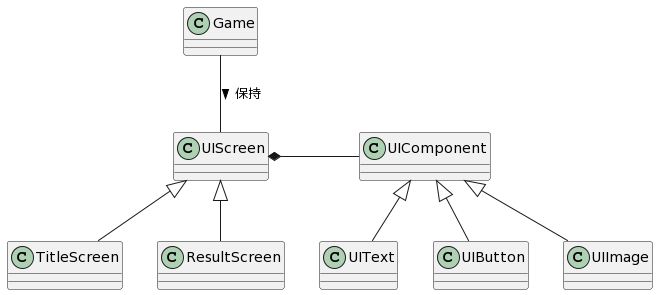 C Game
保持
C UIScreen
C UIComponent
C TitleScreen
C ResultScreen
C UIText
C UIButton
C UIImage